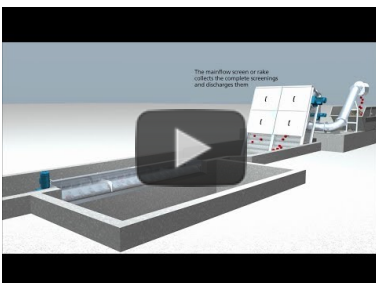 The mainflow screen or rake
collects the complete screenings
and discharges them